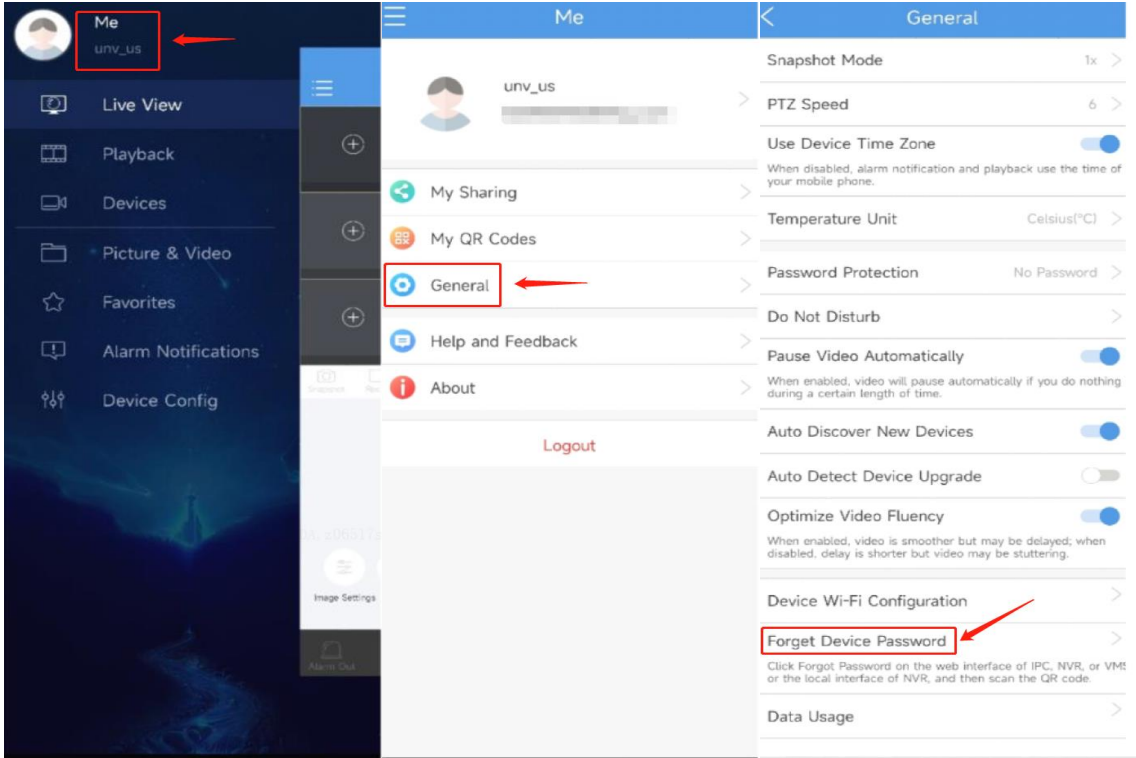 Me
unv_us
Live View
Playback
Devices
Picture & Video
Favorites
Alarm Notifications
Device Config
Snapshot
Image Settings
Alarm Out
Me
unv_us
My Sharing
My QR Codes
General
Help and Feedback
About
Logout
General
Snapshot Mode
1x
PTZ Speed
6
Use Device Time Zone
When disabled, alarm notification and playback use the time of
your mobile phone.
Temperature Unit
Celsius(°C)
Password Protection
No Password
Do Not Disturb
Pause Video Automatically
When enabled, video will pause automatically if you do nothing
during a certain length of time.
Auto Discover New Devices
Auto Detect Device Upgrade
Optimize Video Fluency
When enabled, video is smoother but may be delayed; when
disabled, delay is shorter but video may be stuttering.
Device Wi-Fi Configuration
Forget Device Password
Click Forgot Password on the web interface of IPC, NVR, or VMS
or the local interface of NVR, and then scan the QR code.
Data Usage